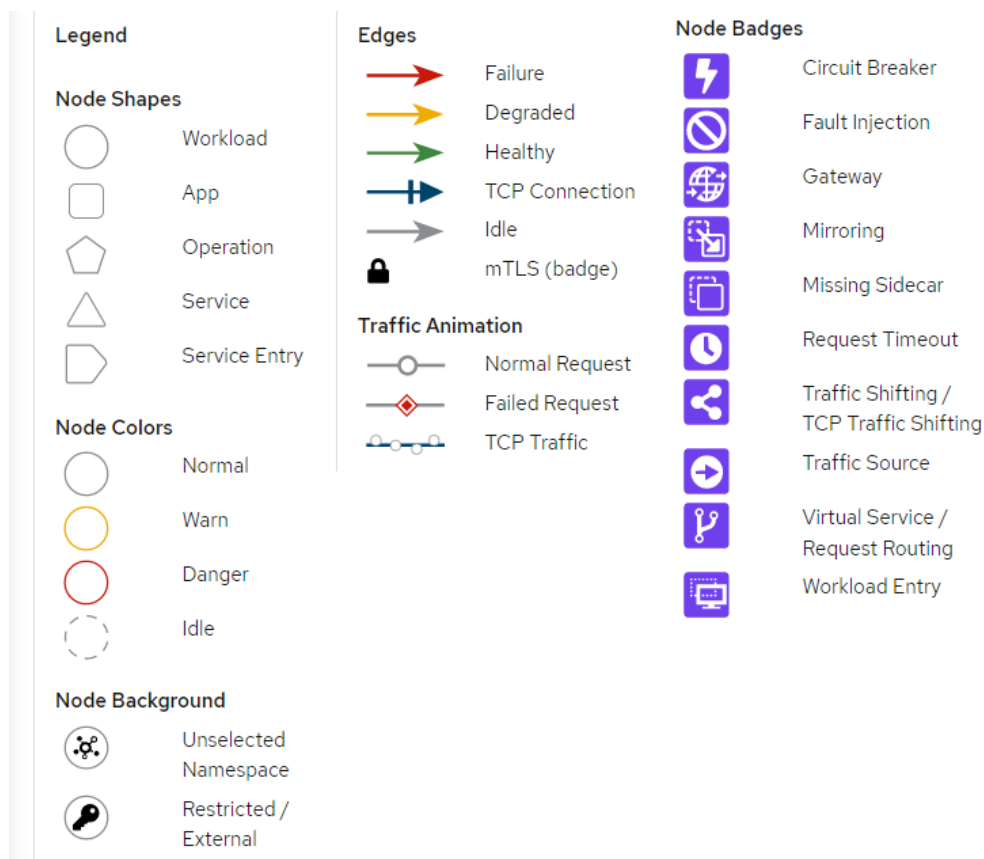 Legend
Node Shapes
Workload
App
Operation
Service
Service Entry
Node Colors
Normal
Warn
Danger
Idle
Node Background
Unselected
Namespace
Restricted /
External
Edges
Failure
Degraded
Healthy
TCP Connection
Idle
mTLS (badge)
Traffic Animation
Normal Request
Failed Request
TCP Traffic
Node Badges
Circuit Breaker
Fault Injection
Gateway
Mirroring
Missing Sidecar
Request Timeout
Traffic Shifting /
TCP Traffic Shifting
Traffic Source
Virtual Service /
Request Routing
Workload Entry